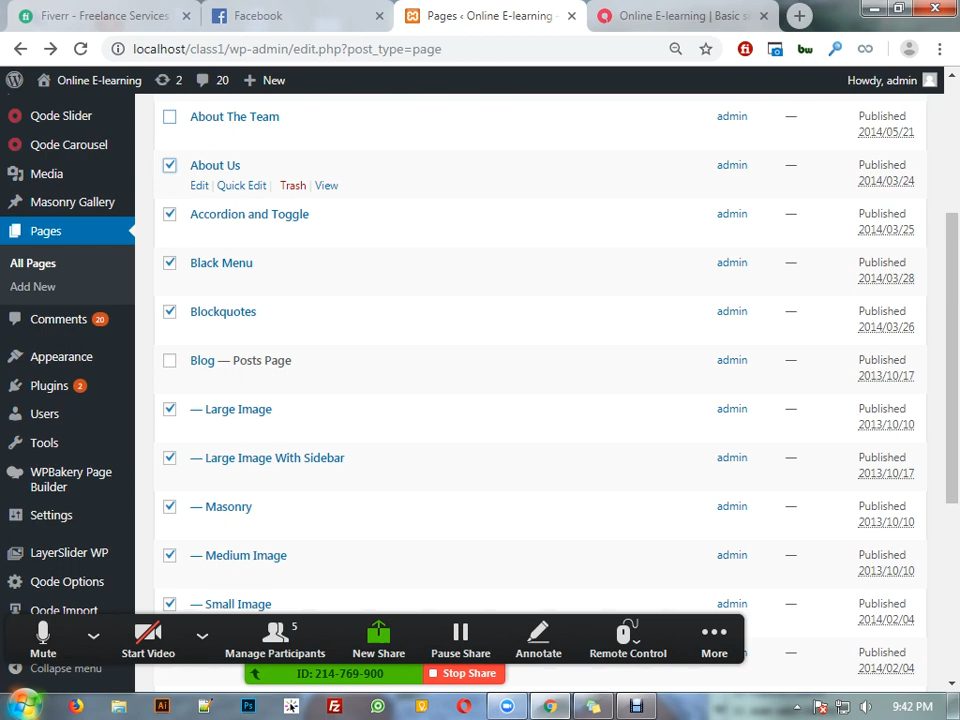 Fiverr - Freelance Services
Facebook
Pages ‹ Online E-learning
Online E-learning | Basic
localhost/class1/wp-admin/edit.php?post_type=page
bw
Online E-learning
2
20
New
Howdy, admin
Qode Slider
Qode Carousel
Media
Masonry Gallery
Pages
All Pages
Add New
Comments 20
Appearance
Plugins 2
Users
Tools
WPBakery Page
Builder
Settings
LayerSlider WP
Qode Options
Qode Import
Collapse menu
About The Team admin — Published
2014/05/21
About Us admin — Published
2014/03/24
Edit | Quick Edit | Trash | View
Accordion and Toggle admin — Published
2014/03/25
Black Menu admin — Published
2014/03/28
Blockquotes admin — Published
2014/03/26
Blog — Posts Page admin — Published
2013/10/17
— Large Image admin — Published
2013/10/10
— Large Image With Sidebar admin — Published
2013/10/17
— Masonry admin — Published
2013/10/10
— Medium Image admin — Published
2013/10/10
— Small Image admin — Published
2014/02/04
admin — Published
2014/02/04
Mute
Start Video
5
Manage Participants
New Share
Pause Share
Annotate
Remote Control
More
ID: 214-769-900
Stop Share
Ai
Ps
9:42 PM